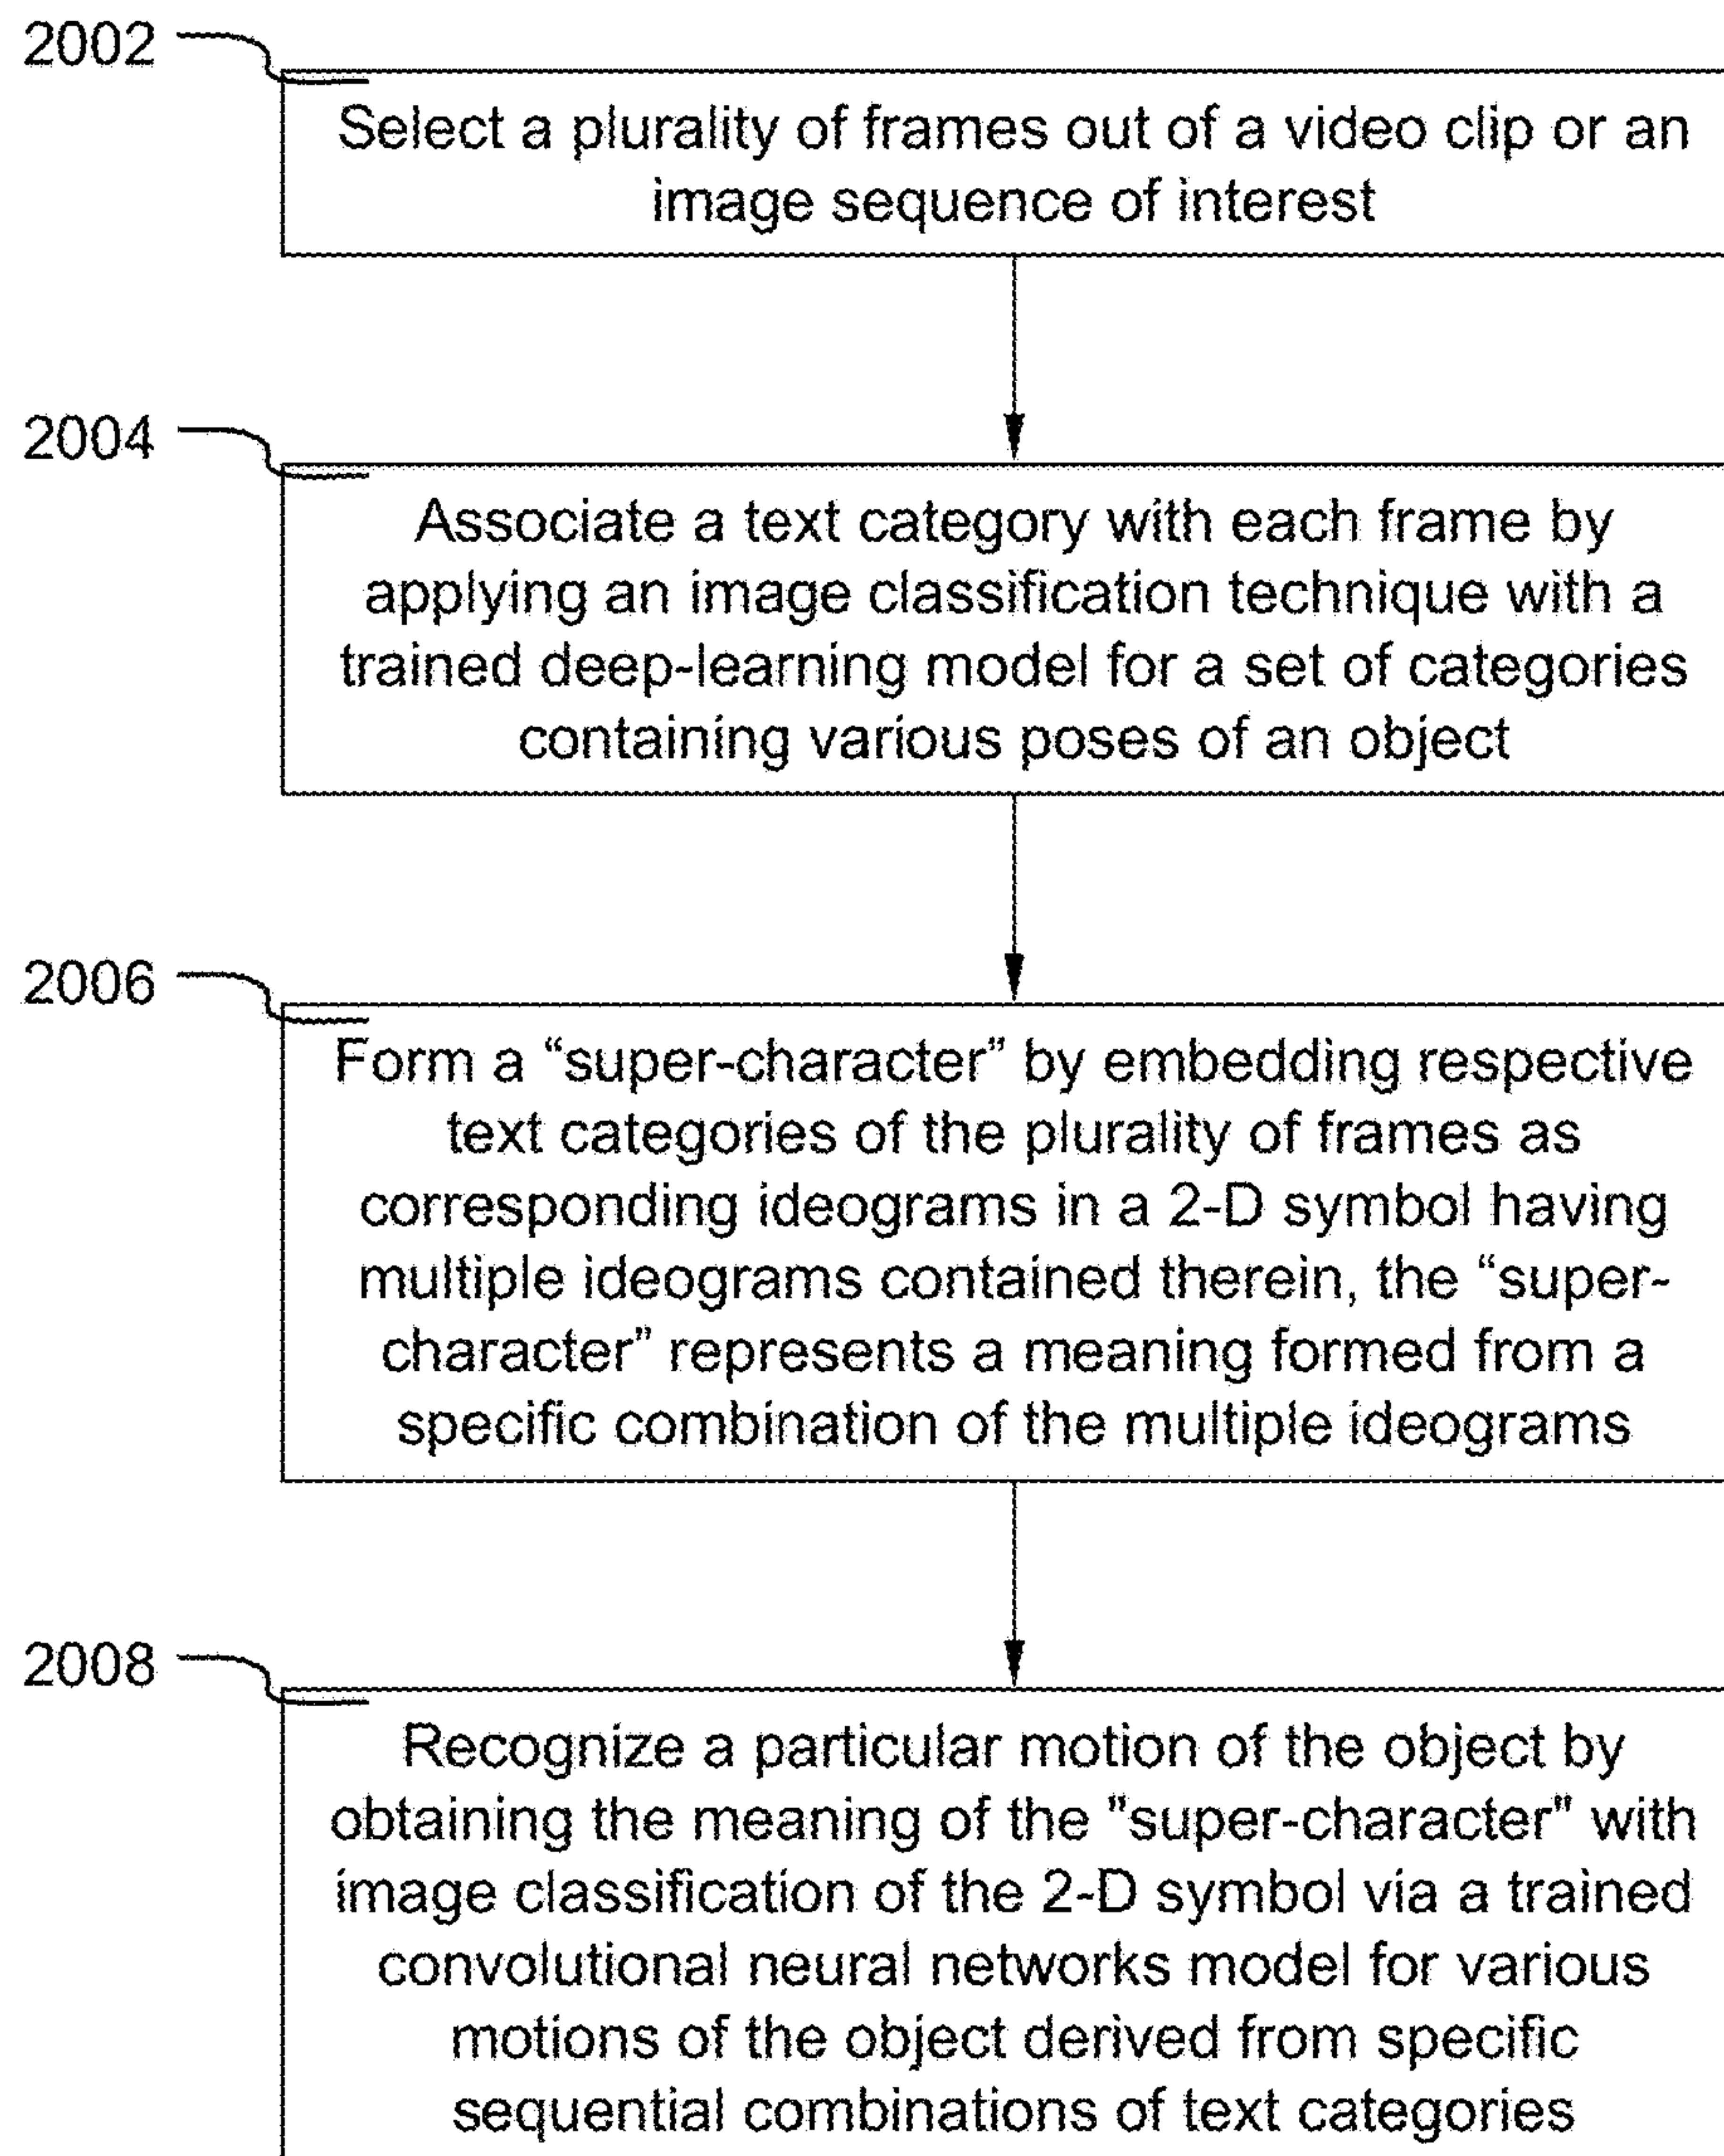 2002
Select a plurality of frames out of a video clip or an
image sequence of interest
2004
Associate a text category with each frame by
applying an image classification technique with a
trained deep-learning model for a set of categories
containing various poses of an object
2006
Form a “super-character” by embedding respective
text categories of the plurality of frames as
corresponding ideograms in a 2-D symbol having
multiple ideograms contained therein, the “super-
character” represents a meaning formed from a
specific combination of the multiple ideograms
2008
Recognize a particular motion of the object by
obtaining the meaning of the "super-character" with
image classification of the 2-D symbol via a trained
convolutional neural networks model for various
motions of the object derived from specific
sequential combinations of text categories